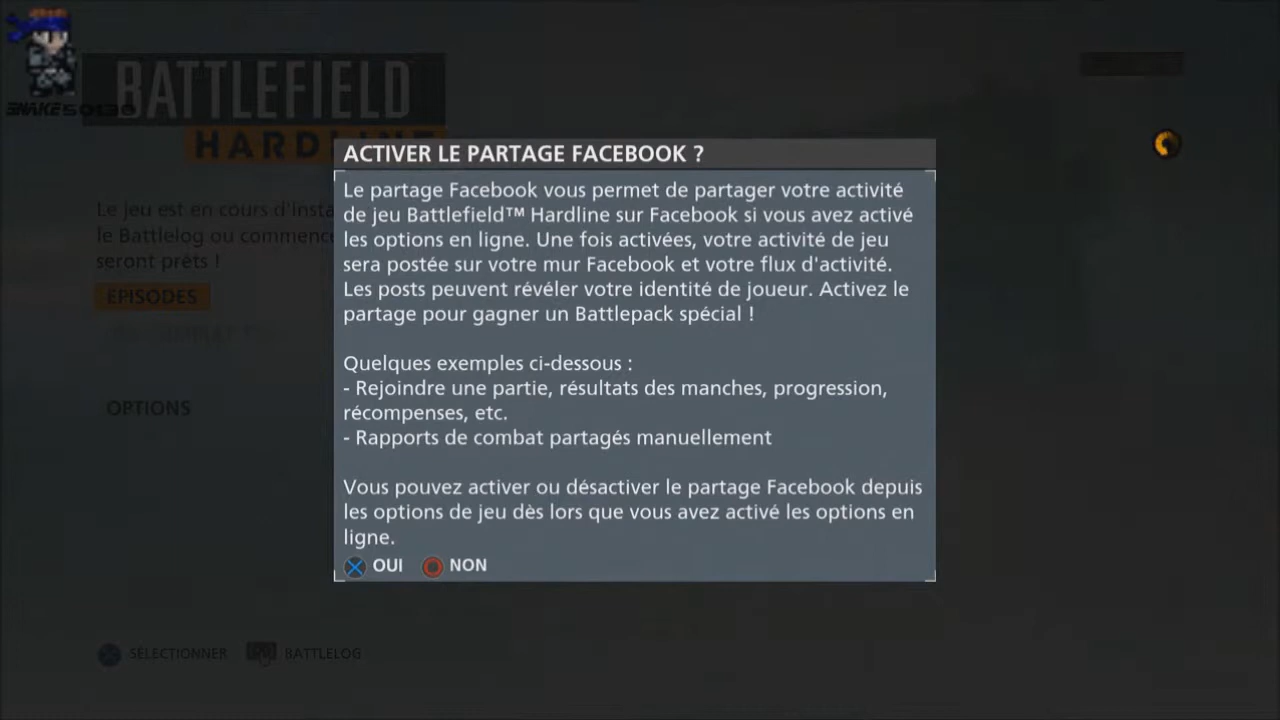 SNAKE50130
BATTLEFIELD
HARDLINE
ACTIVER LE PARTAGE FACEBOOK ?
Le partage Facebook vous permet de partager votre activité
de jeu Battlefield™ Hardline sur Facebook si vous avez activé
les options en ligne. Une fois activées, votre activité de jeu
sera postée sur votre mur Facebook et votre flux d'activité.
Les posts peuvent révéler votre identité de joueur. Activez le
partage pour gagner un Battlepack spécial !
Quelques exemples ci-dessous :
- Rejoindre une partie, résultats des manches, progression,
récompenses, etc.
- Rapports de combat partagés manuellement
Vous pouvez activer ou désactiver le partage Facebook depuis
les options de jeu dès lors que vous avez activé les options en
ligne.
OUI NON
Le jeu est en cours d'insta
le Battlelog ou commence
seront prêts !
EPISODES
OPTIONS
SÉLECTIONNER BATTLELOG